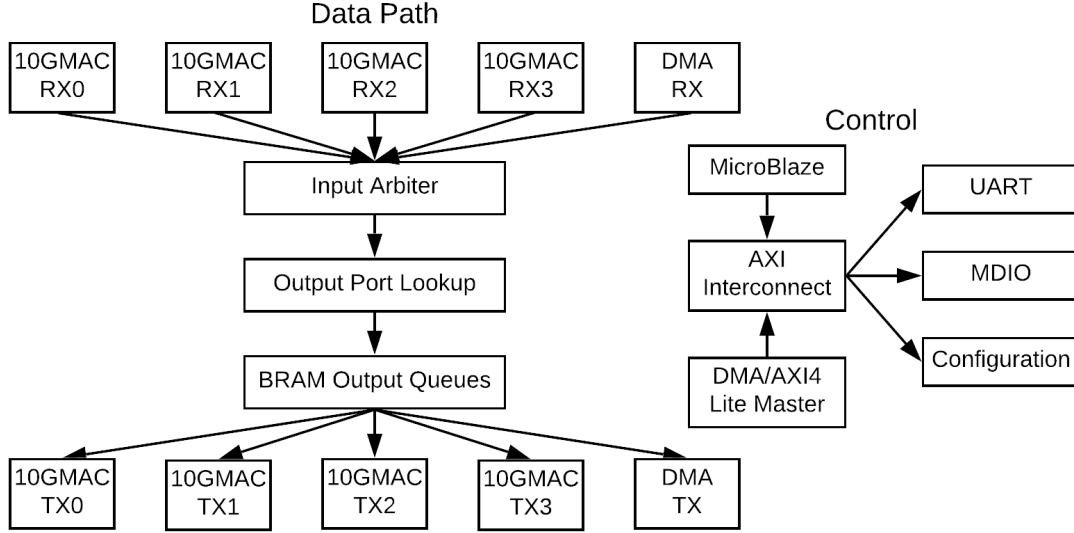 Data Path
10GMAC
RX0
10GMAC
RX1
10GMAC
RX2
10GMAC
RX3
DMA
RX
Input Arbiter
Output Port Lookup
BRAM Output Queues
10GMAC
TX0
10GMAC
TX1
10GMAC
TX2
10GMAC
TX3
DMA
TX
Control
MicroBlaze
AXI
Interconnect
DMA/AXI4
Lite Master
UART
MDIO
Configuration